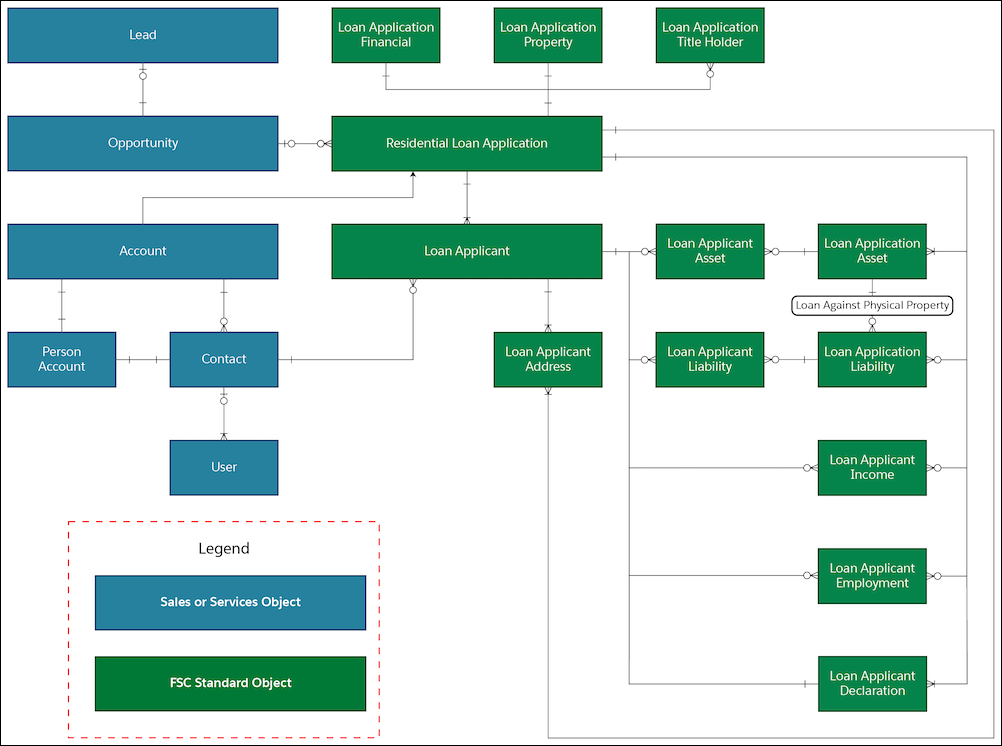 Lead
Loan Application
Financial
Loan Application
Property
Loan Application
Title Holder
Opportunity
Residential Loan Application
Account
Loan Applicant
Loan Applicant
Asset
Loan Application
Asset
Loan Against Physical Property
Person
Account
Contact
Loan Applicant
Address
Loan Applicant
Liability
Loan Application
Liability
User
Loan Applicant
Income
Legend
Loan Applicant
Employment
Sales or Services Object
FSC Standard Object
Loan Applicant
Declaration